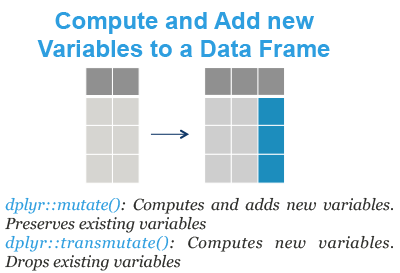 Compute and Add new
Variables to a Data Frame
dplyr::mutate(): Computes and adds new variables.
Preserves existing variables
dplyr::transmutate(): Computes new variables.
Drops existing variables